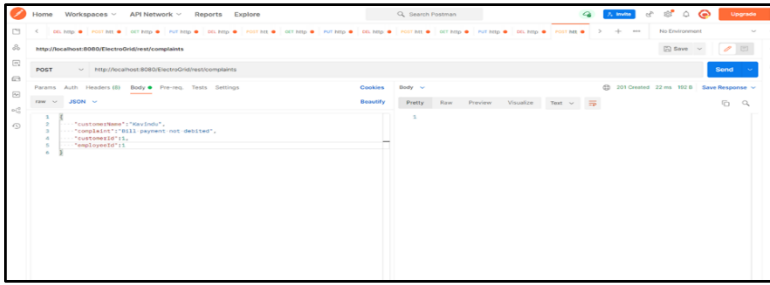 Home Workspaces API Network Reports Explore Search Postman Invite Upgrade
No Environment
http://localhost:8080/ElectroGrid/rest/complaints Save
POST http://localhost:8080/ElectroGrid/rest/complaints Send
Params Auth Headers (8) Body Pre-req. Tests Settings Cookies Body 201 Created 22 ms 192 B Save Response
raw JSON Beautify Pretty Raw Preview Visualize Text
1 { 1
2 "customerName":"Kavindu",
3 "complaint":"Bill payment not debited",
4 "customerId":1,
5 "employeeId":1
6 }